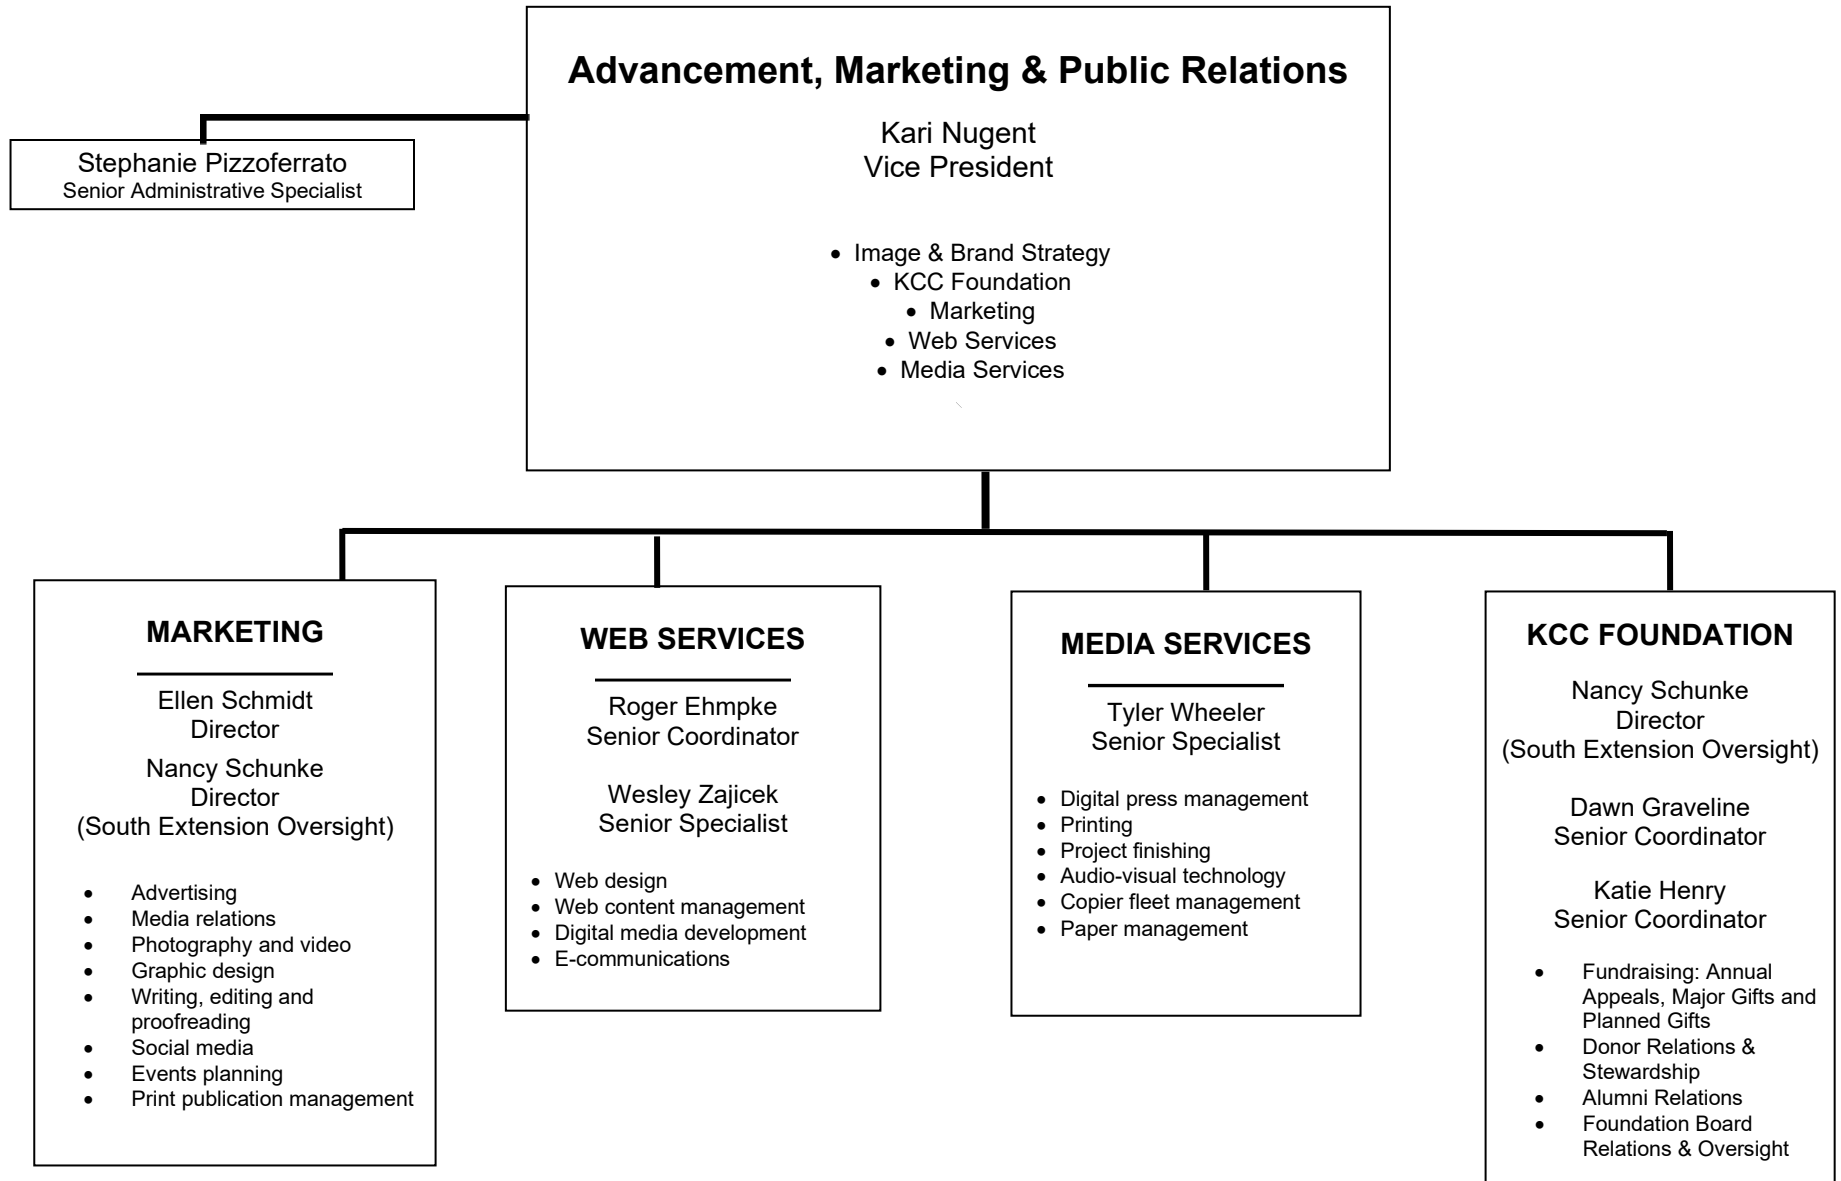 Advancement, Marketing & Public Relations
Kari Nugent
Vice President
Stephanie Pizzoferrato
Senior Administrative Specialist
• Image & Brand Strategy
• KCC Foundation
• Marketing
• Web Services
• Media Services
MARKETING
Ellen Schmidt
Director
Nancy Schunke
Director
(South Extension Oversight)
• Advertising
• Media relations
• Photography and video
• Graphic design
• Writing, editing and
proofreading
• Social media
• Events planning
• Print publication management
WEB SERVICES
Roger Ehmpke
Senior Coordinator
Wesley Zajicek
Senior Specialist
• Web design
• Web content management
• Digital media development
• E-communications
MEDIA SERVICES
Tyler Wheeler
Senior Specialist
• Digital press management
• Printing
• Project finishing
• Audio-visual technology
• Copier fleet management
• Paper management
KCC FOUNDATION
Nancy Schunke
Director
(South Extension Oversight)
Dawn Graveline
Senior Coordinator
Katie Henry
Senior Coordinator
• Fundraising: Annual
Appeals, Major Gifts and
Planned Gifts
• Donor Relations &
Stewardship
• Alumni Relations
• Foundation Board
Relations & Oversight